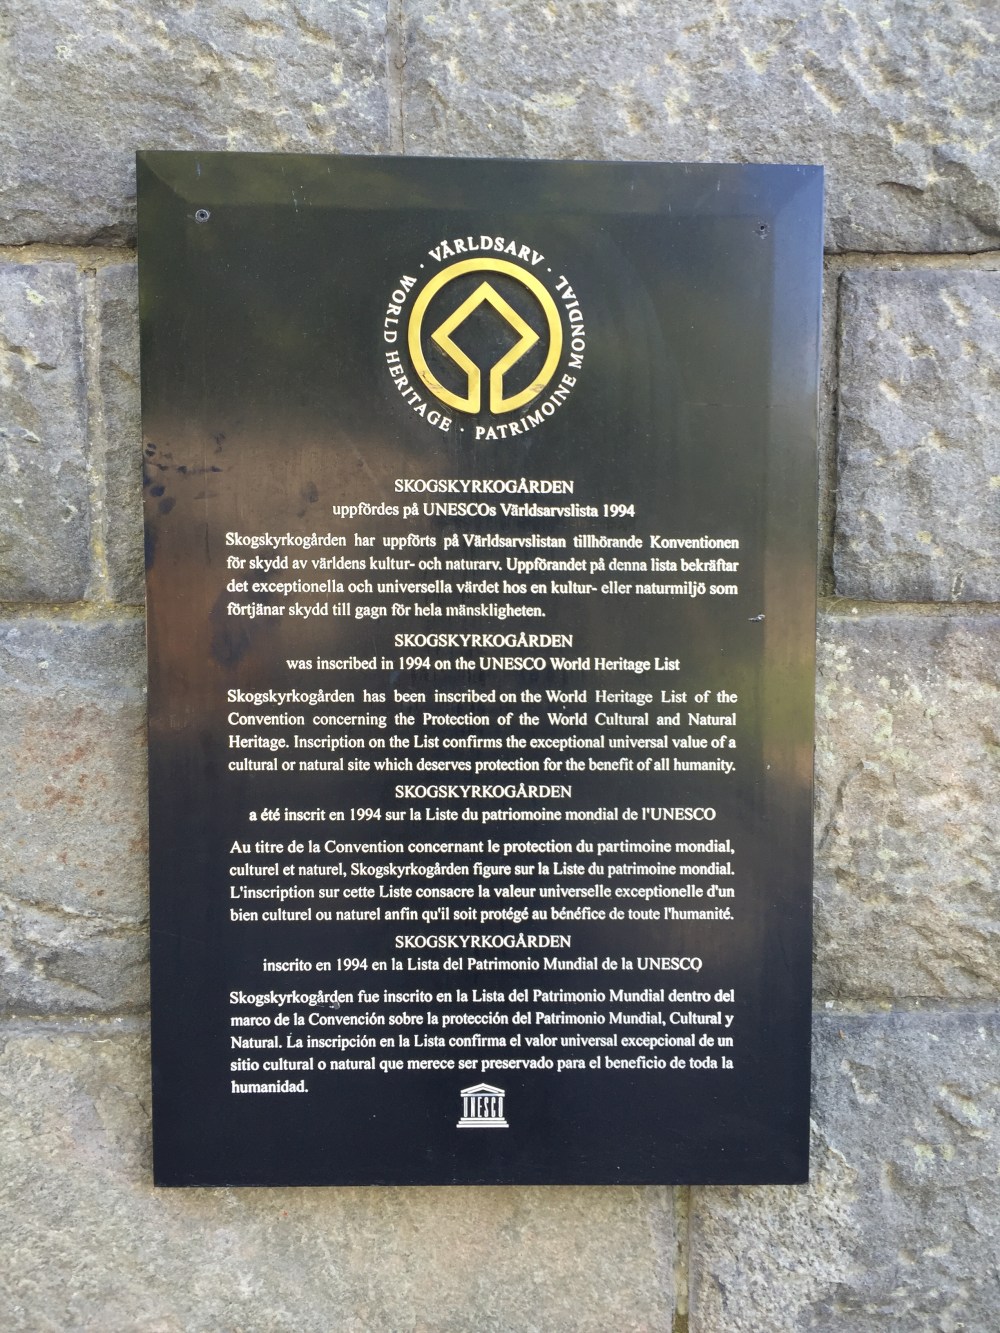 · VÄRLDSARV ·
WORLD HERITAGE · PATRIMOINE MONDIAL
SKOGSKYRKOGÅRDEN
uppfördes på UNESCOs Världsarvslista 1994
Skogskyrkogården har uppförts på Världsarvslistan tillhörande Konventionen
för skydd av världens kultur- och naturarv. Uppförandet på denna lista bekräftar
det exceptionella och universella värdet hos en kultur- eller naturmiljö som
förtjänar skydd till gagn för hela mänskligheten.
SKOGSKYRKOGÅRDEN
was inscribed in 1994 on the UNESCO World Heritage List
Skogskyrkogården has been inscribed on the World Heritage List of the
Convention concerning the Protection of the World Cultural and Natural
Heritage. Inscription on the List confirms the exceptional universal value of a
cultural or natural site which deserves protection for the benefit of all humanity.
SKOGSKYRKOGÅRDEN
a été inscrit en 1994 sur la Liste du patriomoine mondial de l'UNESCO
Au titre de la Convention concernant le protection du partimoine mondial,
culturel et naturel, Skogskyrkogården figure sur la Liste du patrimoine mondial.
L'inscription sur cette Liste consacre la valeur universelle exceptionelle d'un
bien culturel ou naturel anfin qu'il soit protégé au bénéfice de toute l'humanité.
SKOGSKYRKOGÅRDEN
inscrito en 1994 en la Lista del Patrimonio Mundial de la UNESCO
Skogskyrkogården fue inscrito en la Lista del Patrimonio Mundial dentro del
marco de la Convención sobre la protección del Patrimonio Mundial, Cultural y
Natural. La inscripción en la Lista confirma el valor universal excepcional de un
sitio cultural o natural que merece ser preservado para el beneficio de toda la
humanidad.
UNESCO